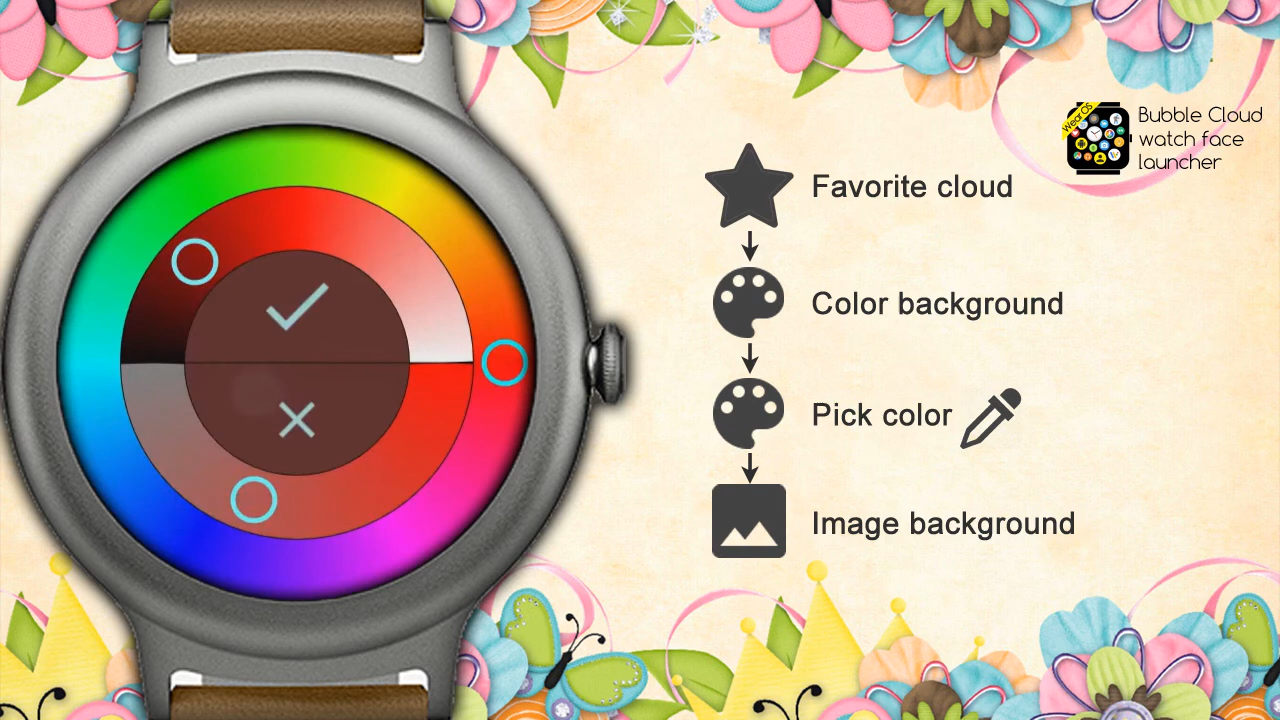 Wear OS
Bubble Cloud
watch face
launcher
Favorite cloud
Color background
Pick color
Image background